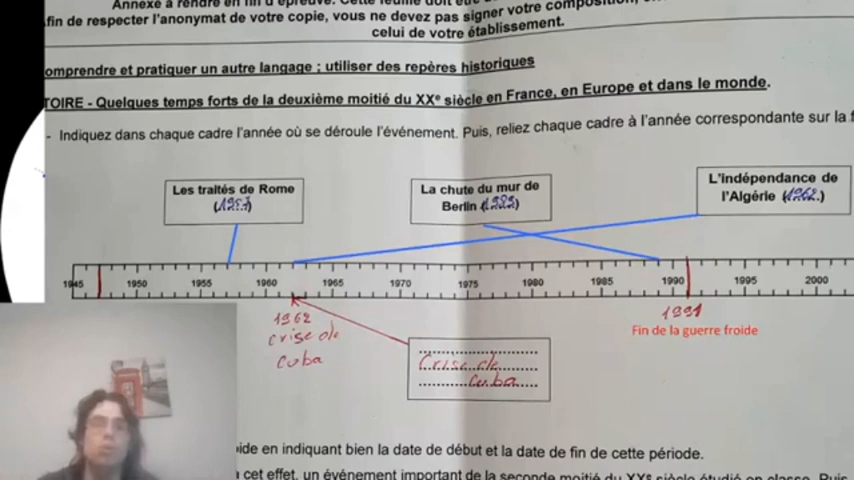 Annexe à rendre en fin d'épreuve. Cette feuille doit être
fin de respecter l'anonymat de votre copie, vous ne devez pas signer votre composition,
celui de votre établissement.
omprendre et pratiquer un autre langage ; utiliser des repères historiques
TOIRE - Quelques temps forts de la deuxième moitié du XXe siècle en France, en Europe et dans le monde.
- Indiquez dans chaque cadre l'année où se déroule l'événement. Puis, reliez chaque cadre à l'année correspondante sur la f
Les traités de Rome
(1957)
La chute du mur de
Berlin (1989)
L'indépendance de
l'Algérie (1962.)
1945 1950 1955 1960 1965 1970 1975 1980 1985 1990 1995 2000
1962
crise de
Cuba
1991
Fin de la guerre froide
Crise de
Cuba
ide en indiquant bien la date de début et la date de fin de cette période.
à cet effet, un événement important de la seconde moitié du XXe siècle étudié en classe. Puis